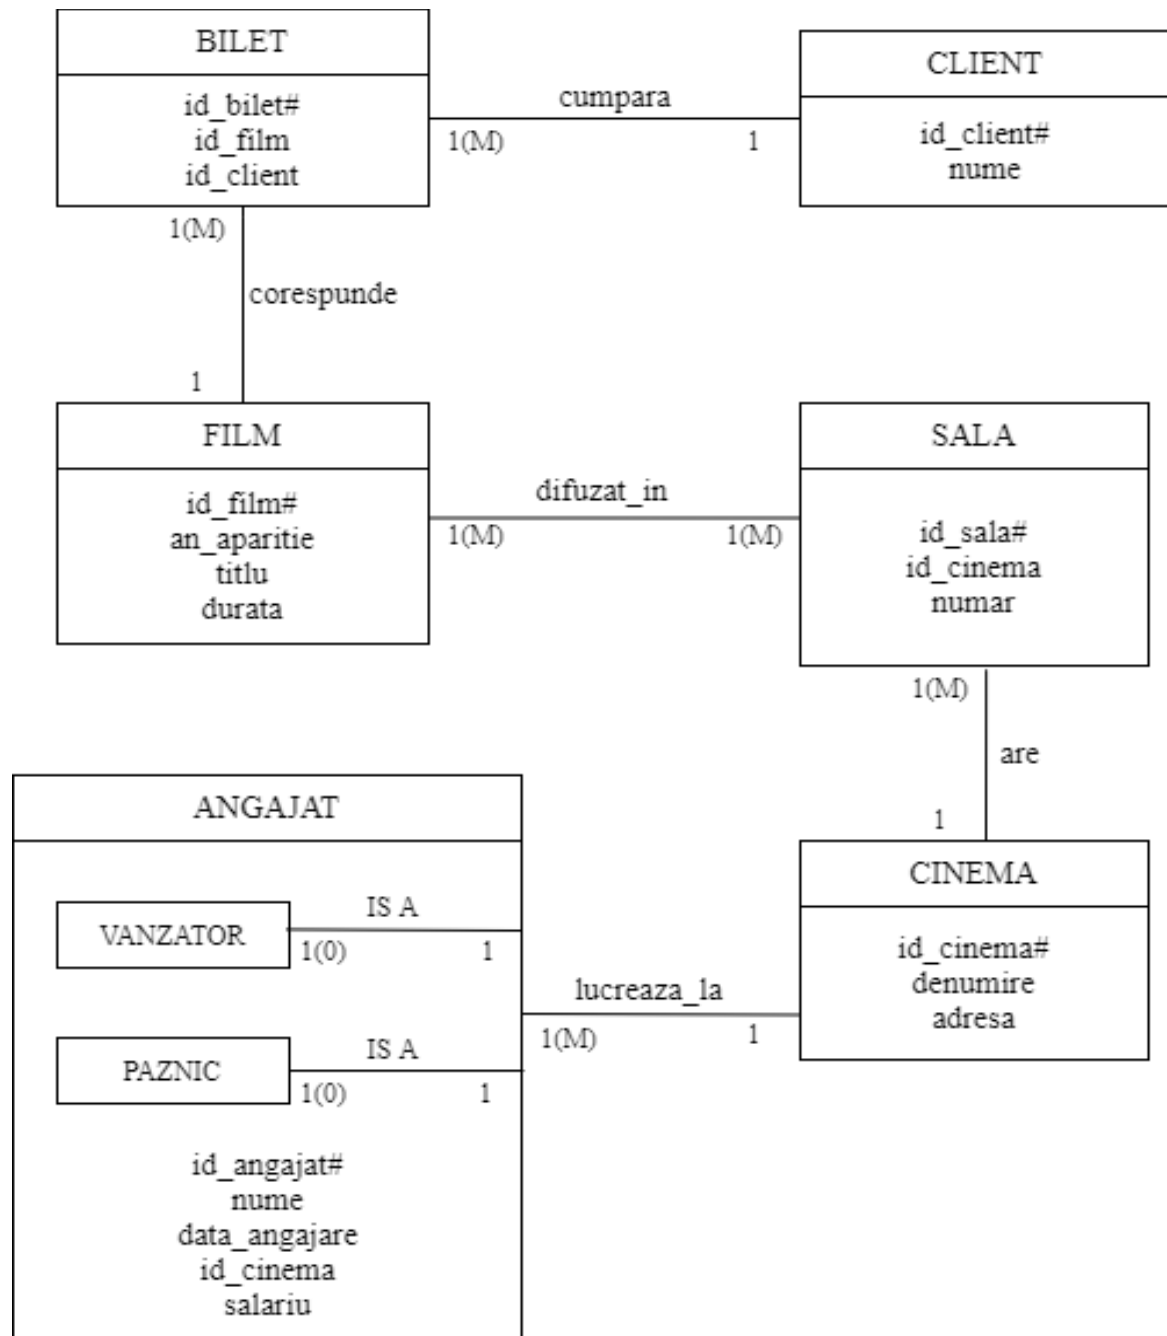 BILET
id_bilet#
id_film
id_client
cumpara
1(M)
1
CLIENT
id_client#
nume
1(M)
corespunde
1
FILM
id_film#
an_aparitie
titlu
durata
difuzat_in
1(M)
1(M)
SALA
id_sala#
id_cinema
numar
1(M)
are
1
CINEMA
id_cinema#
denumire
adresa
lucreaza_la
1(M)
1
ANGAJAT
VANZATOR
IS A
1(0)
1
PAZNIC
IS A
1(0)
1
id_angajat#
nume
data_angajare
id_cinema
salariu